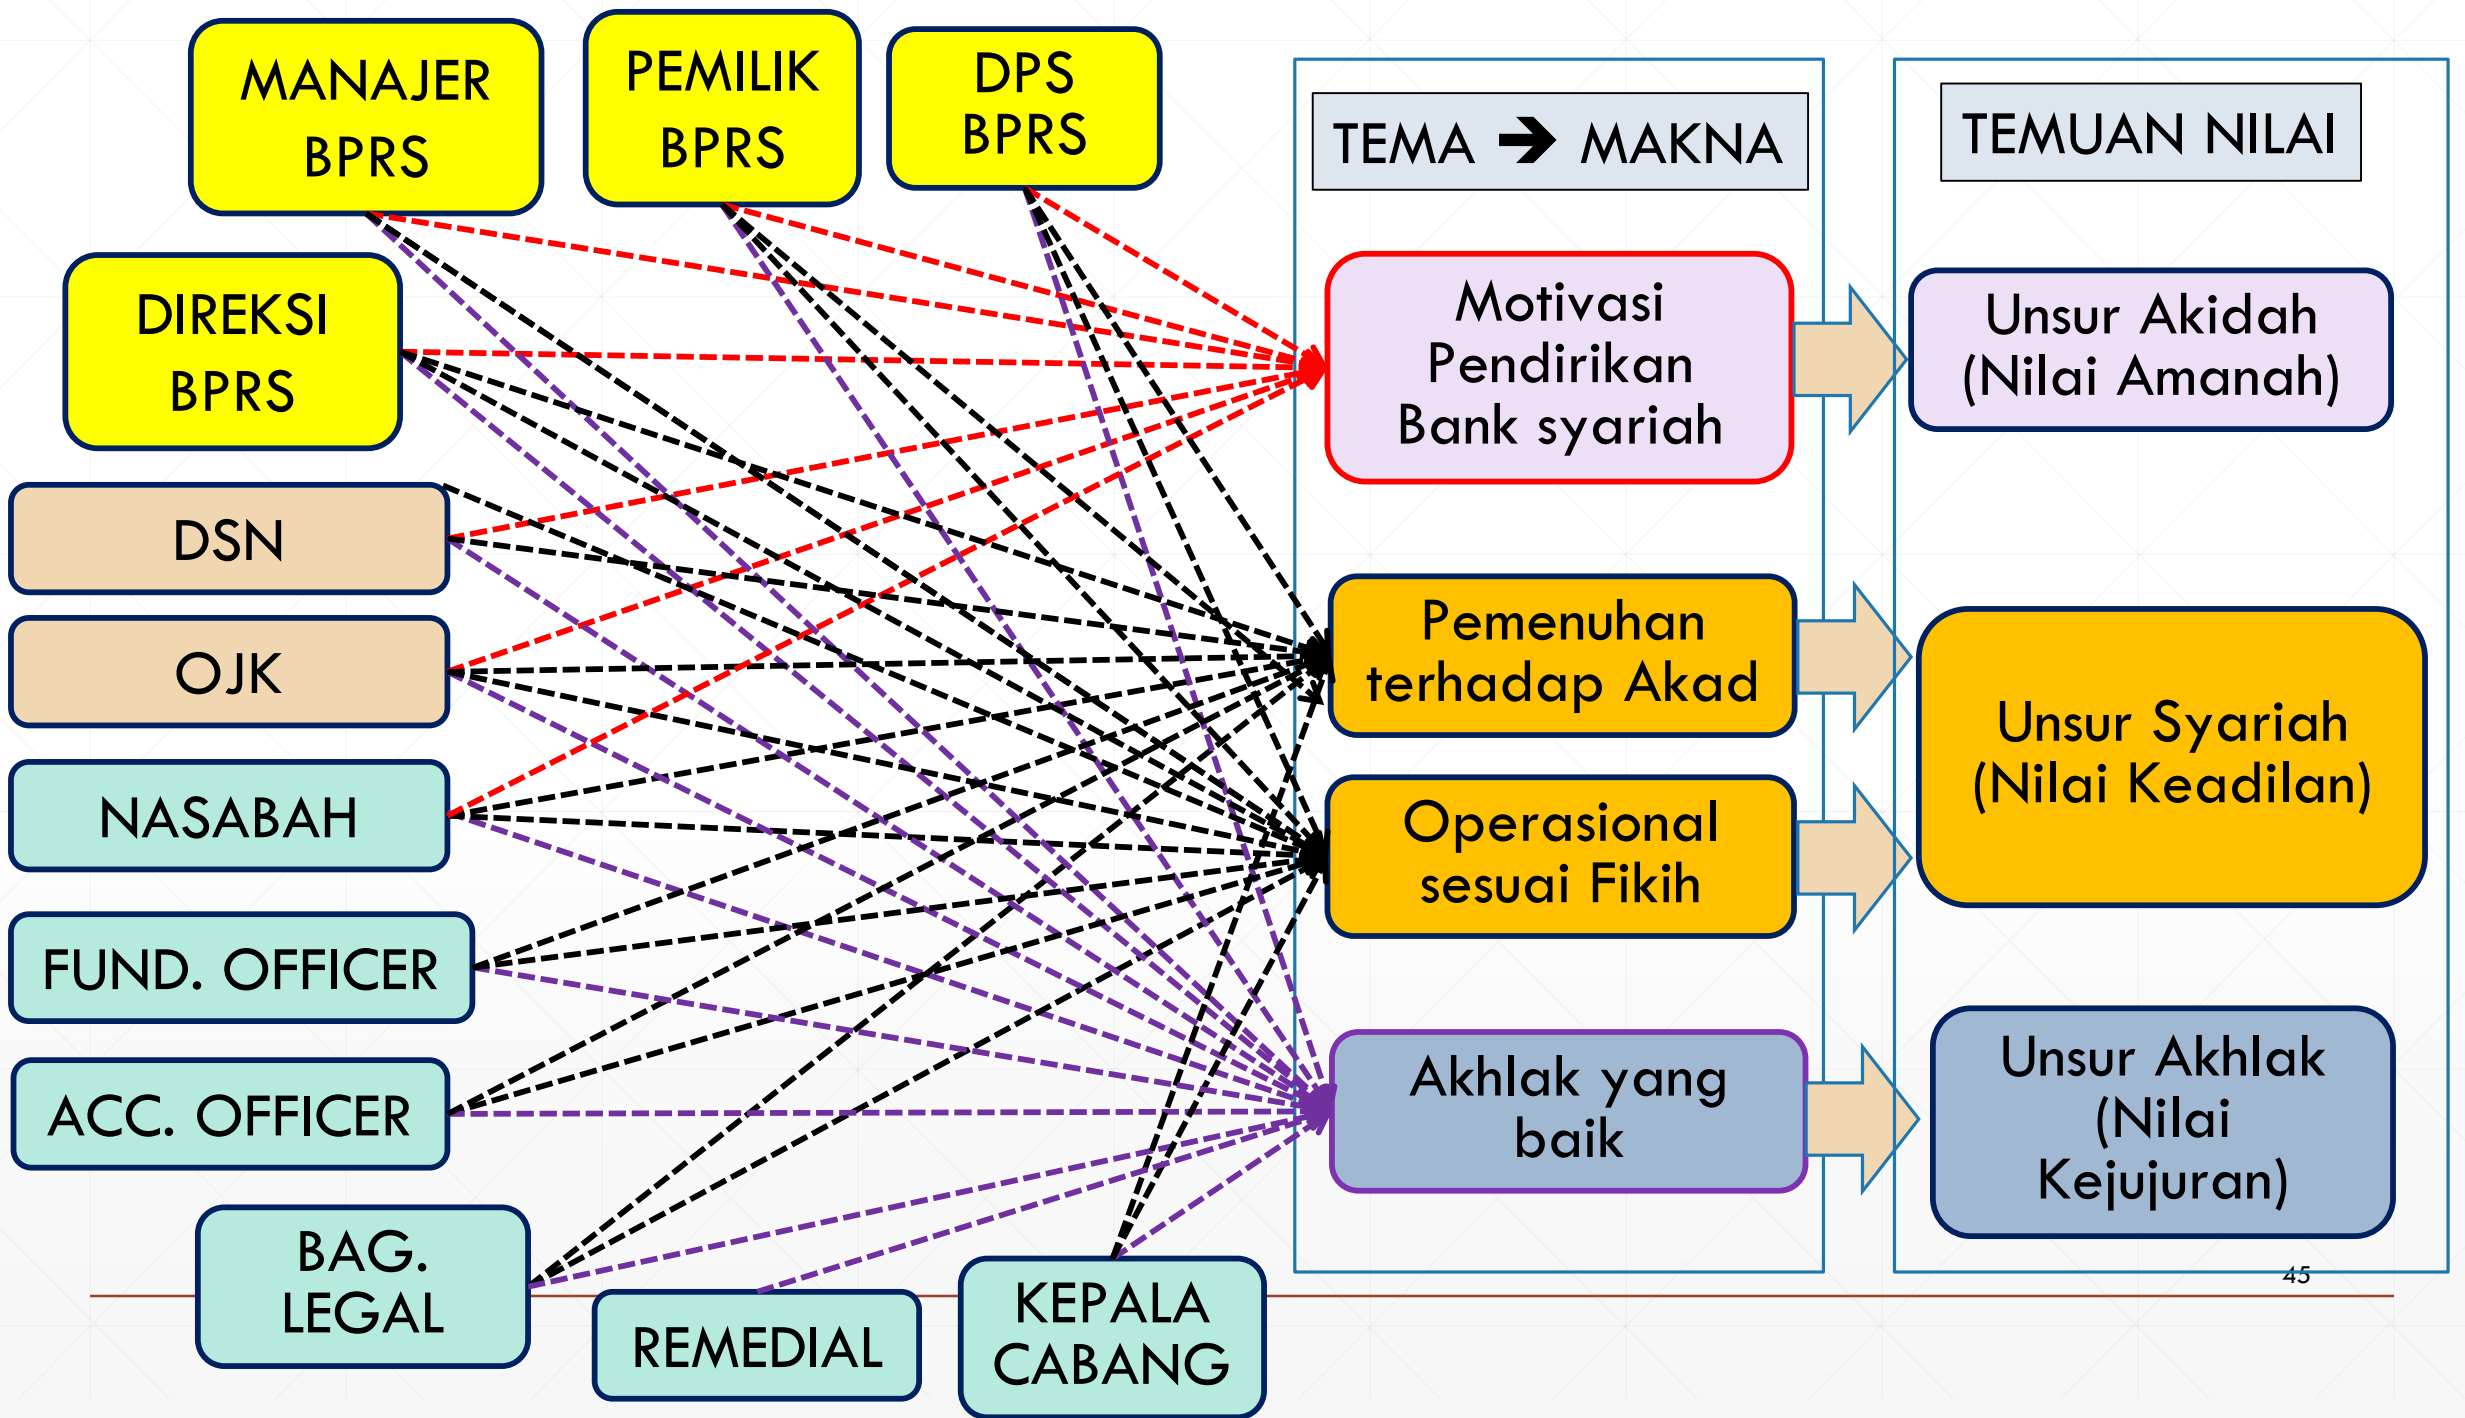 MANAJER
BPRS
PEMILIK
BPRS
DPS
BPRS
TEMA 🡺 MAKNA
TEMUAN NILAI
DIREKSI
BPRS
Motivasi
Pendirikan
Bank syariah
Unsur Akidah
(Nilai Amanah)
DSN
OJK
Pemenuhan
terhadap Akad
Unsur Syariah
(Nilai Keadilan)
NASABAH
Operasional
sesuai Fikih
FUND. OFFICER
ACC. OFFICER
Akhlak yang
baik
Unsur Akhlak
(Nilai
Kejujuran)
BAG.
LEGAL
REMEDIAL
KEPALA
CABANG
45